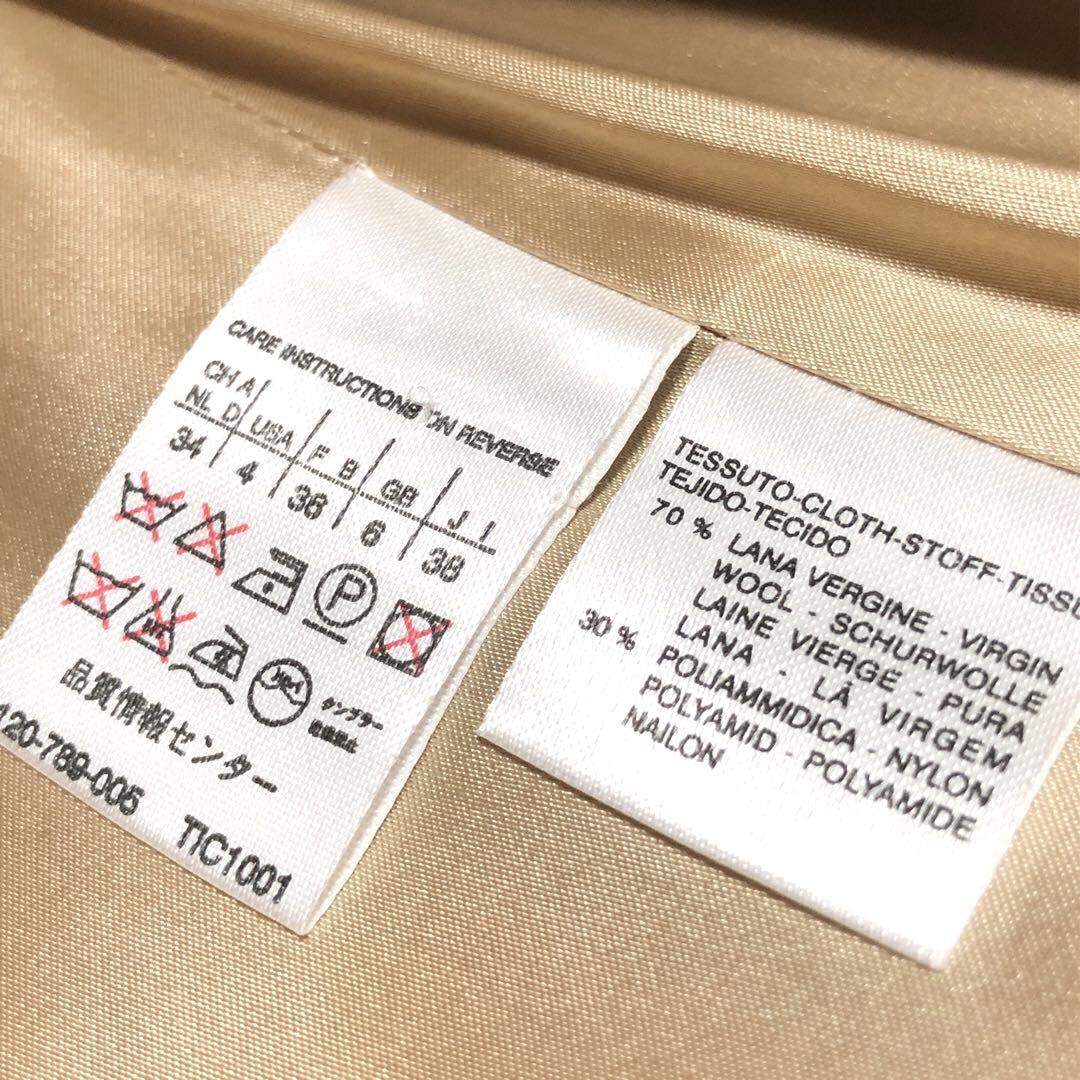 CARE INSTRUCTIONS ON REVERSE
CH A
NL D USA F B GB J I
34 4 36 6 38
P
品質情報センター
120-789-005 TIC1001
TESSUTO-CLOTH-STOFF-TISSU
TEJIDO-TECIDO
70 % LANA VERGINE - VIRGIN
WOOL - SCHURWOLLE
LAINE VIERGE - PURA
LANA - LÃ VIRGEM
30 % POLIAMMIDICA - NYLON
POLYAMID - POLYAMIDE
NAILON